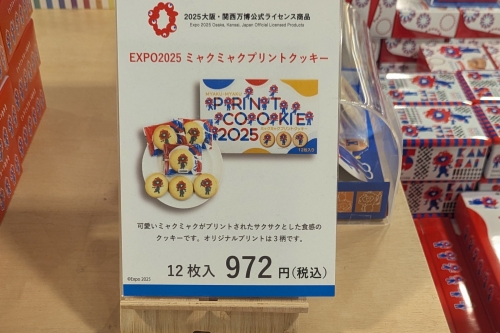 2025大阪・関西万博公式ライセンス商品
Expo 2025 Osaka, Kansai, Japan Official Licensed Products
EXPO2025 ミャクミャクプリントクッキー
PRINT
COOKIE
2025
12枚入り
可愛いミャクミャクがプリントされたサクサクとした食感の
クッキーです。オリジナルプリントは3柄です。
12枚入 972円(税込)
©Expo 2025